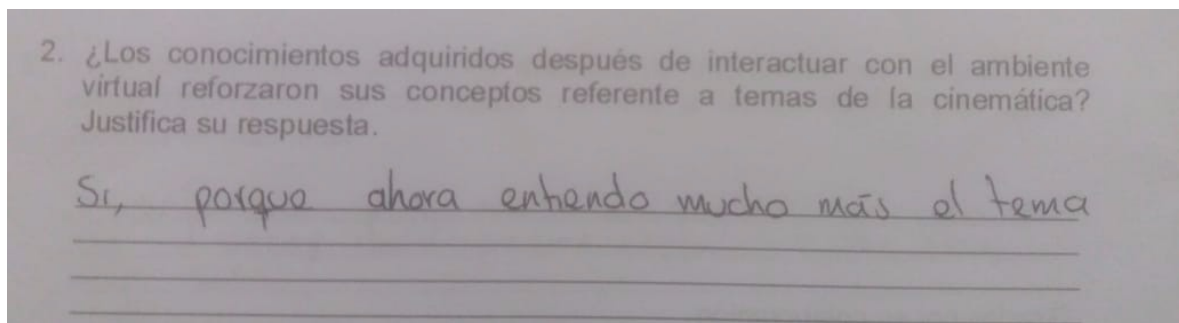 2. ¿Los conocimientos adquiridos después de interactuar con el ambiente
virtual reforzaron sus conceptos referente a temas de la cinemática?
Justifica su respuesta.
Si, porque ahora entiendo mucho más el tema